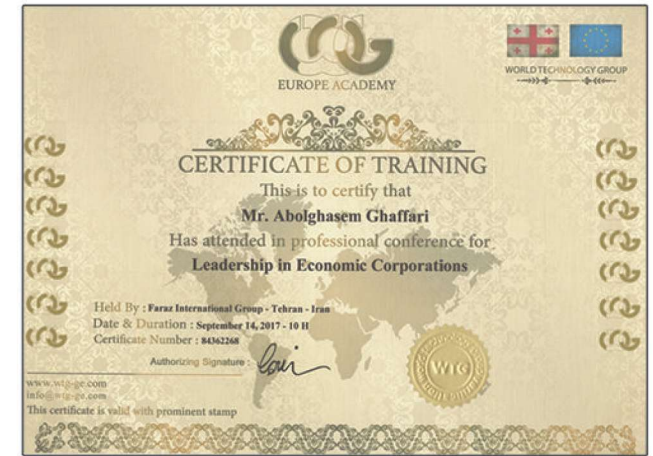 EUROPE ACADEMY
WORLD TECHNOLOGY GROUP
CERTIFICATE OF TRAINING
This is to certify that
Mr. Abolghasem Ghaffari
Has attended in professional conference for
Leadership in Economic Corporations
Held By : Faraz International Group - Tehran - Iran
Date & Duration : September 14, 2017 - 10 H
Certificate Number : 84362268
Authorizing Signature :
WTG
www.wtg-ge.com
info@wtg-ge.com
This certificate is valid with prominent stamp